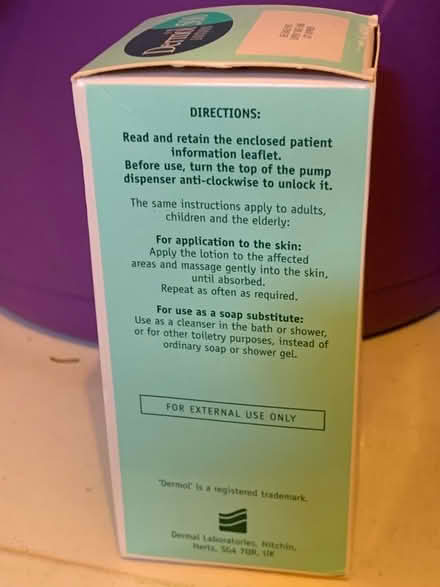 Dermol 500
LOTION
DIRECTIONS:
Read and retain the enclosed patient
information leaflet.
Before use, turn the top of the pump
dispenser anti-clockwise to unlock it.
The same instructions apply to adults,
children and the elderly:
For application to the skin:
Apply the lotion to the affected
areas and massage gently into the skin,
until absorbed.
Repeat as often as required.
For use as a soap substitute:
Use as a cleanser in the bath or shower,
or for other toiletry purposes, instead of
ordinary soap or shower gel.
FOR EXTERNAL USE ONLY
'Dermol' is a registered trademark.
Dermal Laboratories, Hitchin,
Herts, SG4 7QR, UK